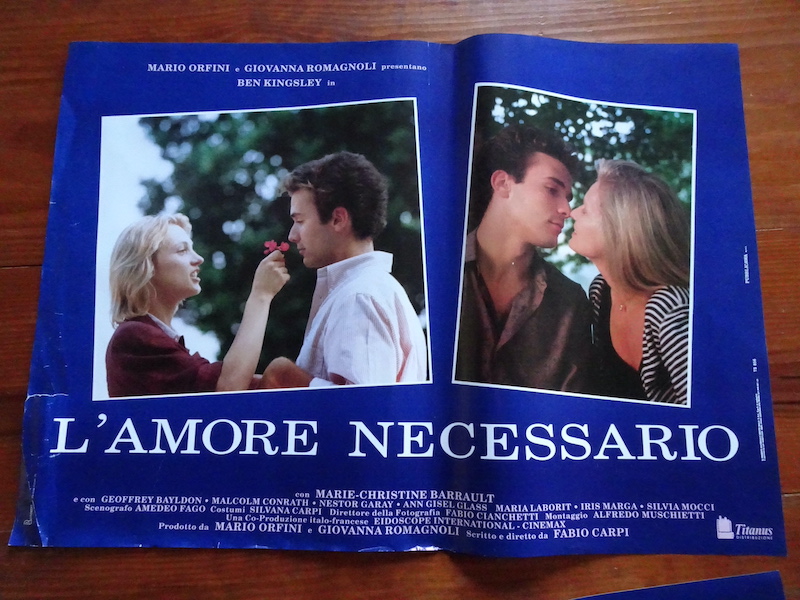 MARIO ORFINI e GIOVANNA ROMAGNOLI presentano
BEN KINGSLEY in
L'AMORE NECESSARIO
con MARIE-CHRISTINE BARRAULT
e con GEOFFREY BAYLDON • MALCOLM CONRATH • NESTOR GARAY • ANN GISEL GLASS MARIA LABORIT • IRIS MARGA • SILVIA MOCCI
Scenografo AMEDEO FAGO Costumi SILVANA CARPI Direttore della Fotografia FABIO CIANCHETTI Montaggio ALFREDO MUSCHIETTI
Una Co-Produzione italo-francese EIDOSCOPE INTERNATIONAL - CINEMAX
Prodotto da MARIO ORFINI e GIOVANNA ROMAGNOLI Scritto e diretto da FABIO CARPI
Titanus
DISTRIBUZIONE